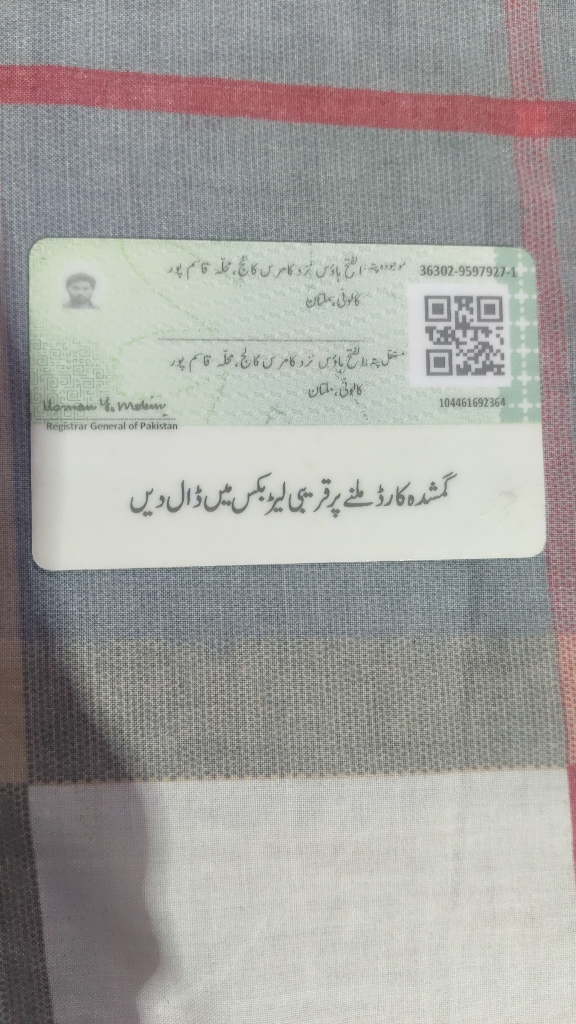 موجودہ پتہ: الفتح ہاؤس نزد کامرس کالج، محلہ قاسم پور
36302-9597927-1
کالونی، ملتان
مستقل پتہ: الفتح ہاؤس نزد کامرس کالج، محلہ قاسم پور
کالونی، ملتان
104461692364
Usman Y. Mobin
Registrar General of Pakistan
گمشدہ کارڈ ملنے پر قریبی لیٹر بکس میں ڈال دیں